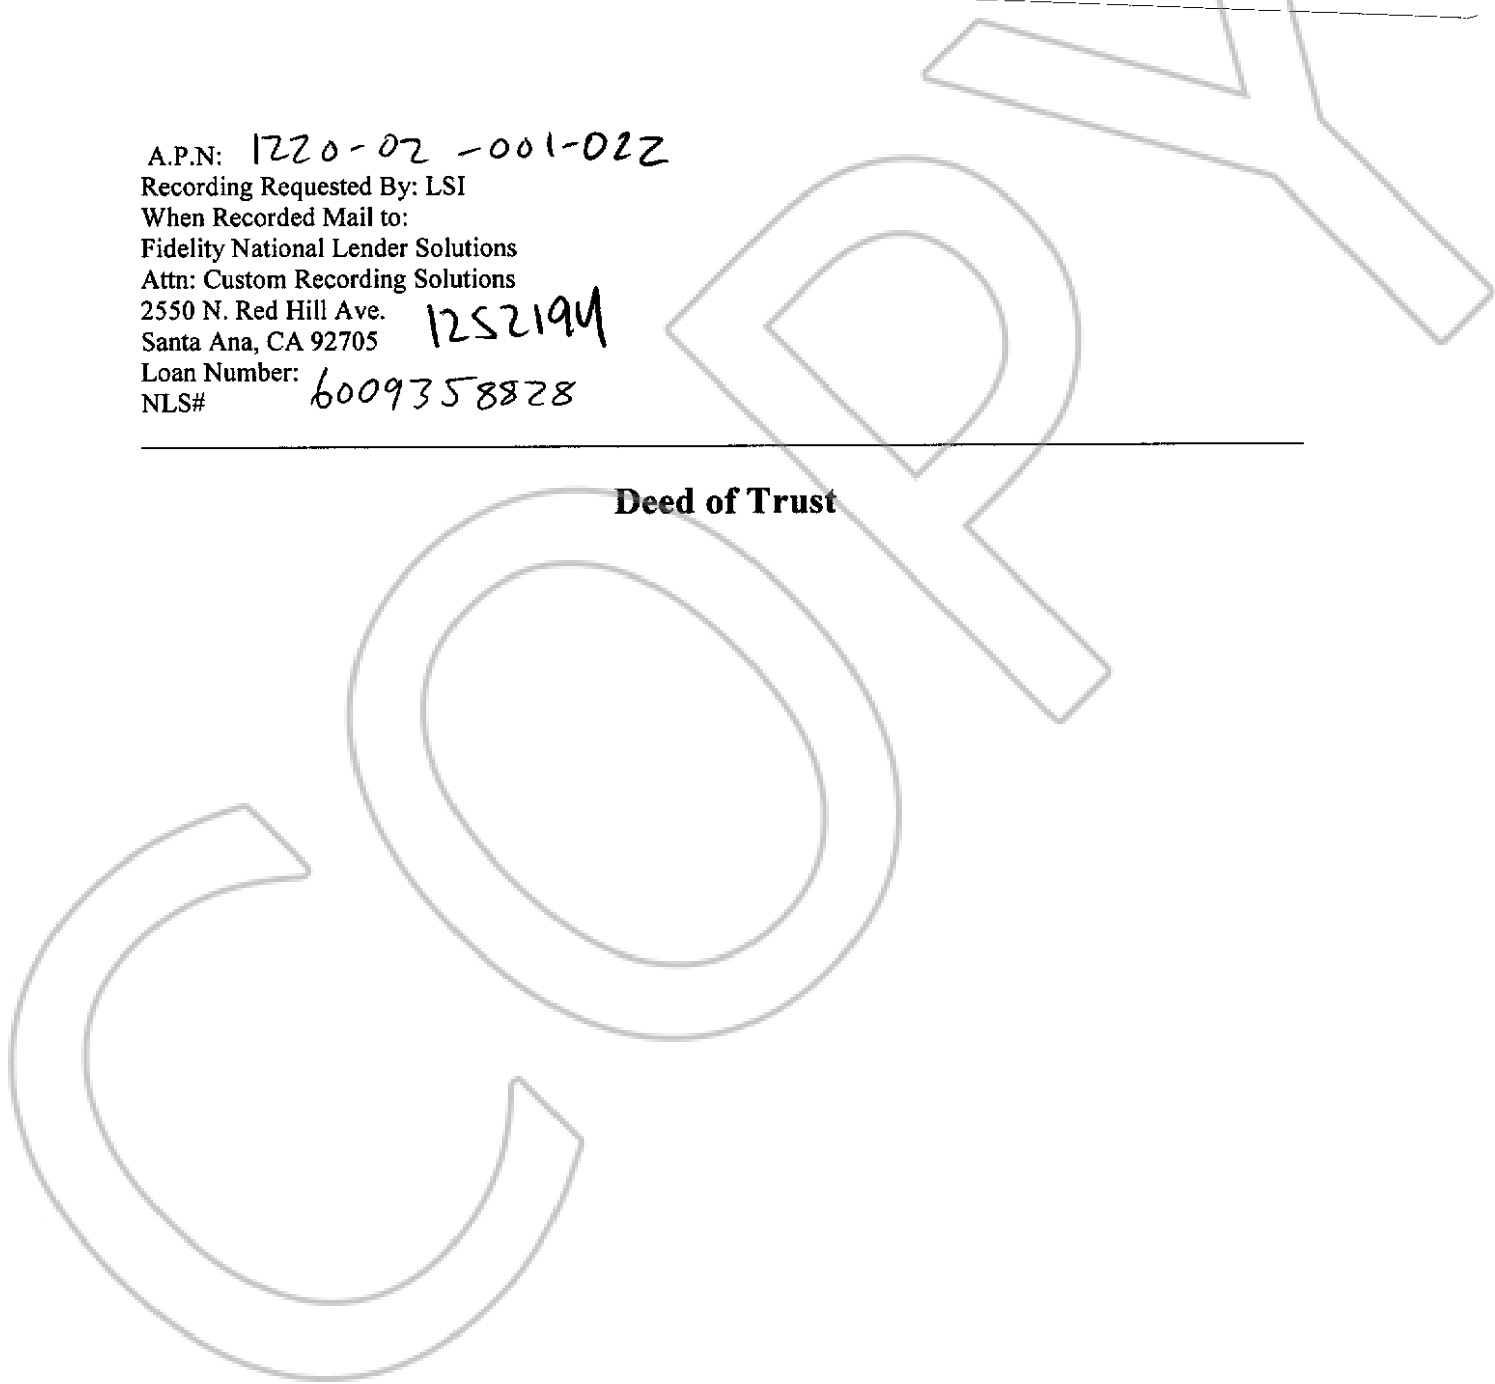 A.P.N: 1220-02-001-022
Recording Requested By: LSI
When Recorded Mail to:
Fidelity National Lender Solutions
Attn: Custom Recording Solutions
2550 N. Red Hill Ave.
Santa Ana, CA 92705 1252194
Loan Number: 6009358828
NLS#
Deed of Trust
COPY